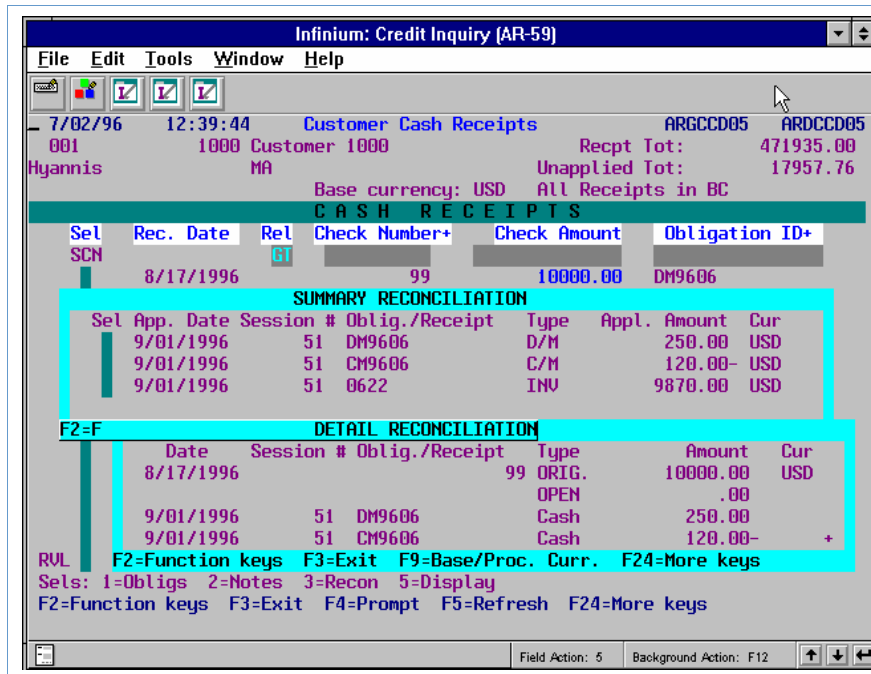 Infinium: Credit Inquiry (AR-59)
File Edit Tools Window Help
7/02/96 12:39:44 Customer Cash Receipts ARGCCD05 ARDCCD05
001 1000 Customer 1000 Recpt Tot: 471935.00
Hyannis MA Unapplied Tot: 17957.76
Base currency: USD All Receipts in BC
CASH RECEIPTS
Sel Rec. Date Rel Check Number+ Check Amount Obligation ID+
SCN GT
8/17/1996 99 10000.00 DM9606
SUMMARY RECONCILIATION
Sel App. Date Session # Oblig./Receipt Type Appl. Amount Cur
9/01/1996 51 DM9606 D/M 250.00 USD
9/01/1996 51 CM9606 C/M 120.00- USD
9/01/1996 51 0622 INV 9870.00 USD
F2=F DETAIL RECONCILIATION
Date Session # Oblig./Receipt Type Amount Cur
8/17/1996 99 ORIG. 10000.00 USD
OPEN .00
9/01/1996 51 DM9606 Cash 250.00
9/01/1996 51 CM9606 Cash 120.00- +
RVL F2=Function keys F3=Exit F9=Base/Proc. Curr. F24=More keys
Sels: 1=Obligs 2=Notes 3=Recon 5=Display
F2=Function keys F3=Exit F4=Prompt F5=Refresh F24=More keys
Field Action: 5 Background Action: F12